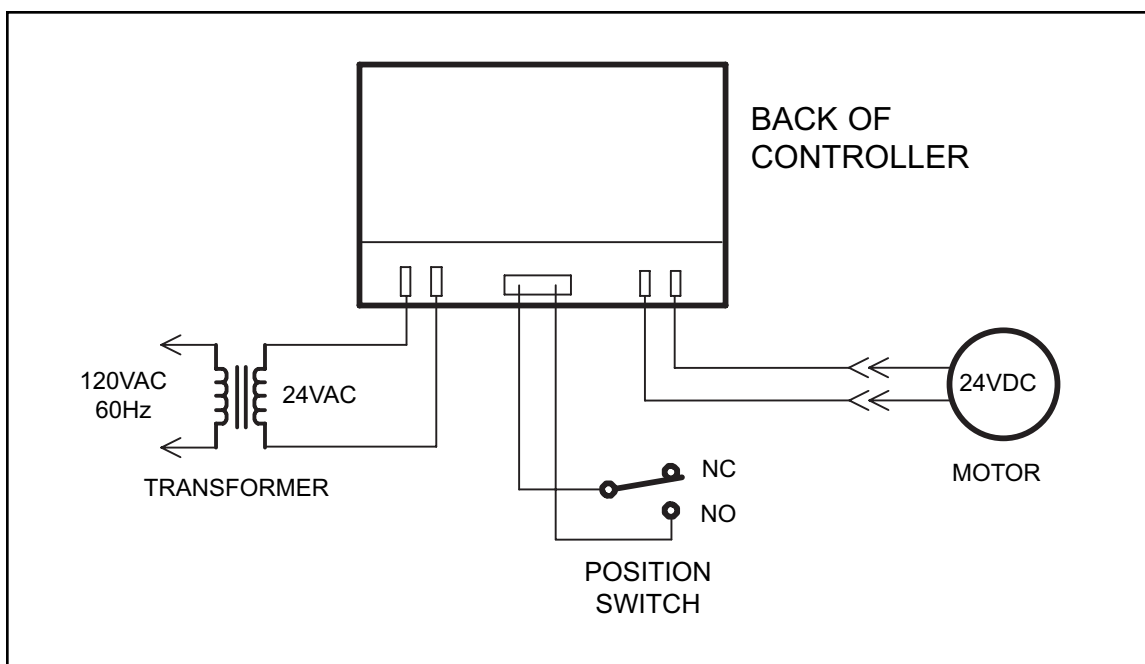 BACK OF
CONTROLLER
120VAC
60Hz
24VAC
24VDC
TRANSFORMER
NC
NO
MOTOR
POSITION
SWITCH